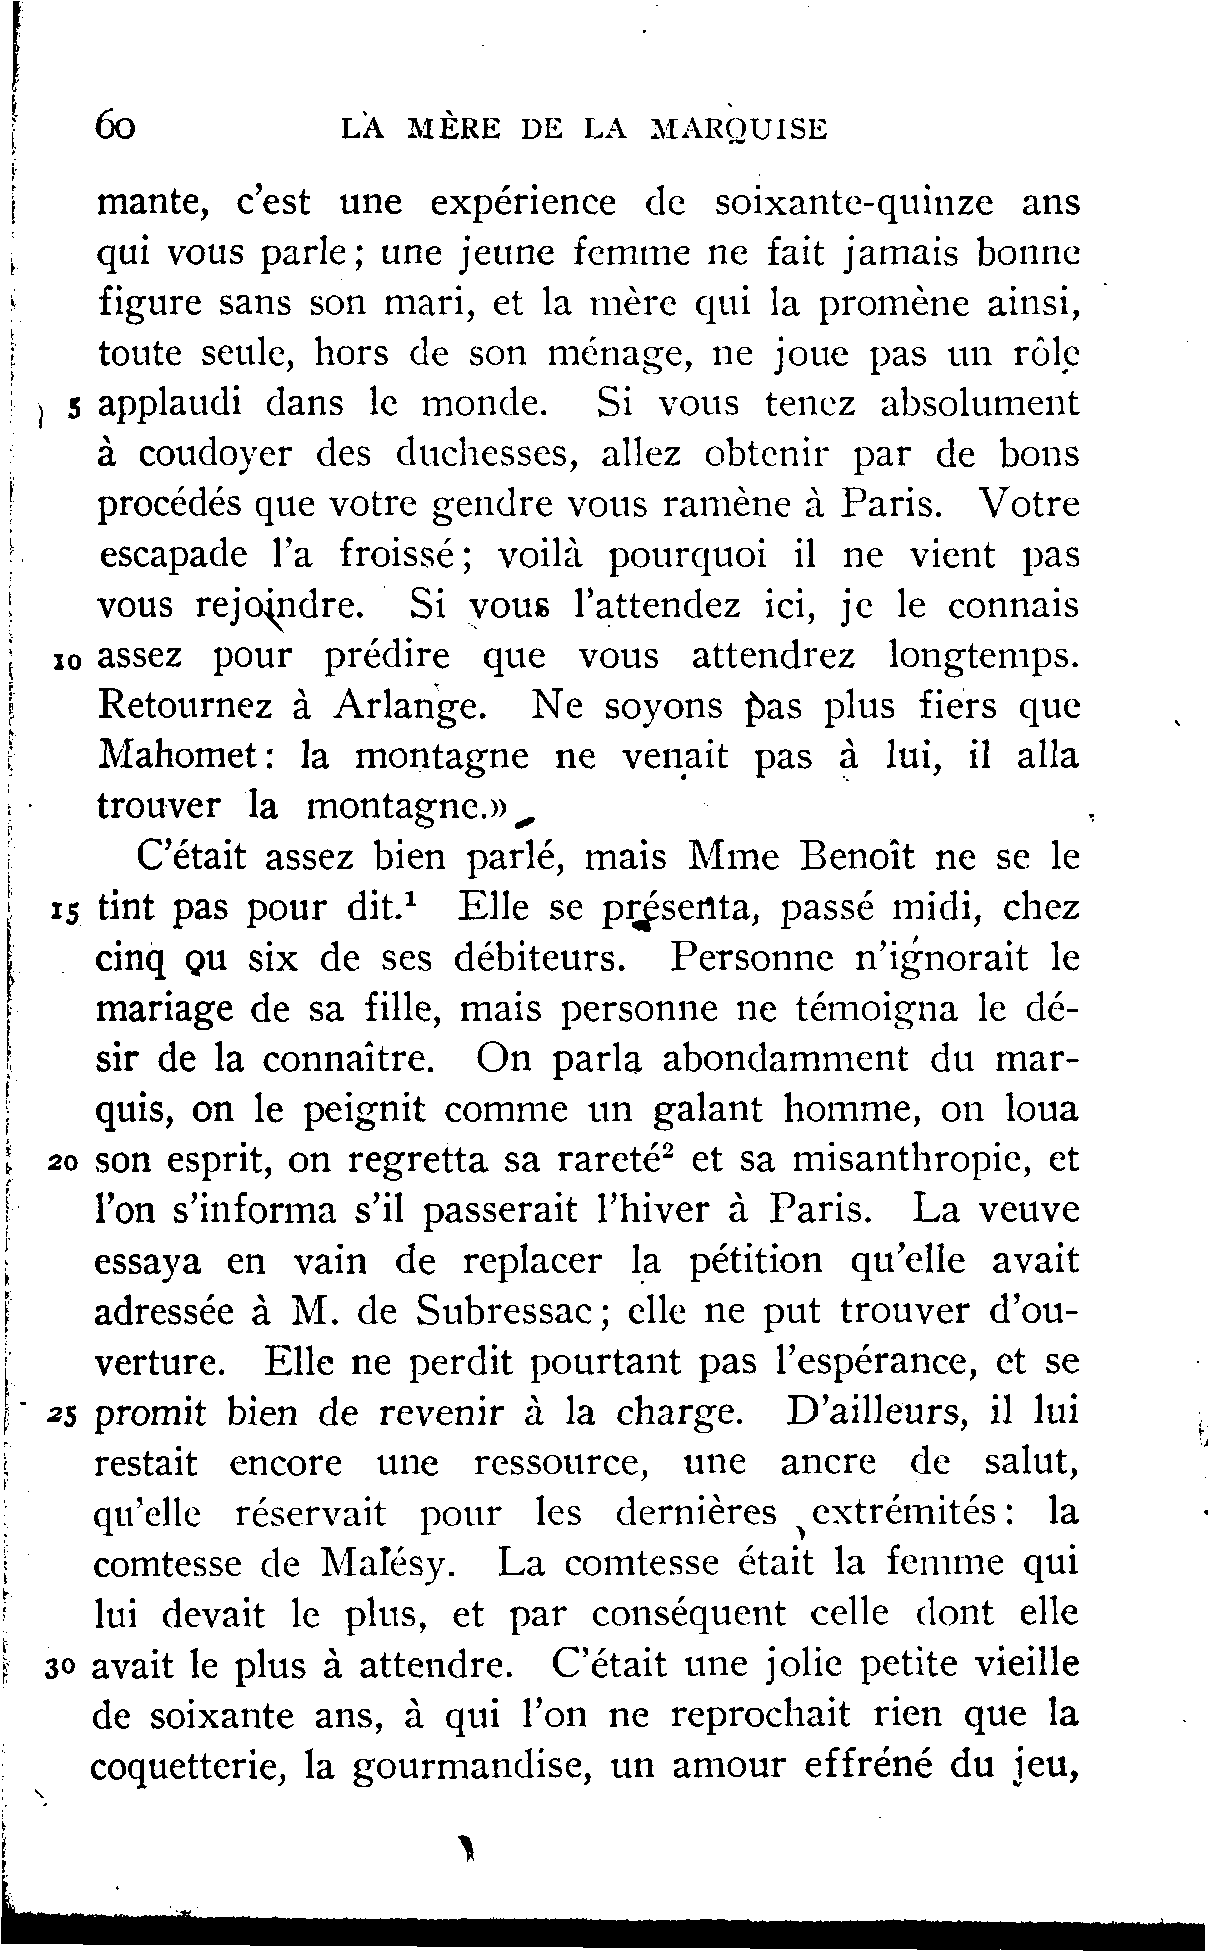 60 LA MÈRE DE LA MARQUISE
mante, c'est une expérience de soixante-quinze ans
qui vous parle; une jeune femme ne fait jamais bonne
figure sans son mari, et la mère qui la promène ainsi,
toute seule, hors de son ménage, ne joue pas un rôle
5 applaudi dans le monde. Si vous tenez absolument
à coudoyer des duchesses, allez obtenir par de bons
procédés que votre gendre vous ramène à Paris. Votre
escapade l'a froissé; voilà pourquoi il ne vient pas
vous rejoindre. Si vous l'attendez ici, je le connais
10 assez pour prédire que vous attendrez longtemps.
Retournez à Arlange. Ne soyons pas plus fiers que
Mahomet: la montagne ne venait pas à lui, il alla
trouver la montagne.»
C'était assez bien parlé, mais Mme Benoît ne se le
15 tint pas pour dit.¹ Elle se présenta, passé midi, chez
cinq ou six de ses débiteurs. Personne n'ignorait le
mariage de sa fille, mais personne ne témoigna le dé-
sir de la connaître. On parla abondamment du mar-
quis, on le peignit comme un galant homme, on loua
20 son esprit, on regretta sa rareté² et sa misanthropie, et
l'on s'informa s'il passerait l'hiver à Paris. La veuve
essaya en vain de replacer la pétition qu'elle avait
adressée à M. de Subressac; elle ne put trouver d'ou-
verture. Elle ne perdit pourtant pas l'espérance, et se
25 promit bien de revenir à la charge. D'ailleurs, il lui
restait encore une ressource, une ancre de salut,
qu'elle réservait pour les dernières extrémités: la
comtesse de Malésy. La comtesse était la femme qui
lui devait le plus, et par conséquent celle dont elle
30 avait le plus à attendre. C'était une jolie petite vieille
de soixante ans, à qui l'on ne reprochait rien que la
coquetterie, la gourmandise, un amour effréné du jeu,